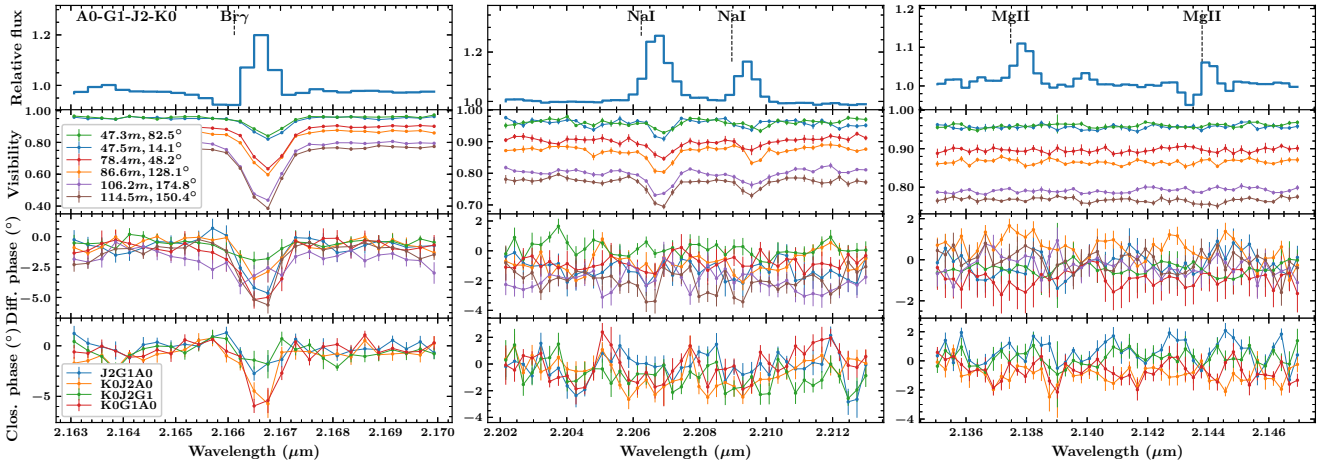 A0-G1-J2-K0
Brγ
NaI
NaI
MgII
MgII
Relative flux
1.2
1.0
1.2
1.0
1.2
1.1
1.0
Visibility
1.00
0.80
0.60
0.40
47.3m, 82.5°
47.5m, 14.1°
78.4m, 48.2°
86.6m, 128.1°
106.2m, 174.8°
114.5m, 150.4°
1.00
0.90
0.80
0.70
1.00
0.90
0.80
Diff. phase (°)
0.0
−2.5
−5.0
2
0
−2
−4
2
0
−2
Clos. phase (°)
0
−5
J2G1A0
K0J2A0
K0J2G1
K0G1A0
2
0
−2
−4
2
0
−2
−4
2.163 2.164 2.165 2.166 2.167 2.168 2.169 2.170
2.202 2.204 2.206 2.208 2.210 2.212
2.136 2.138 2.140 2.142 2.144 2.146
Wavelength (μm)
Wavelength (μm)
Wavelength (μm)